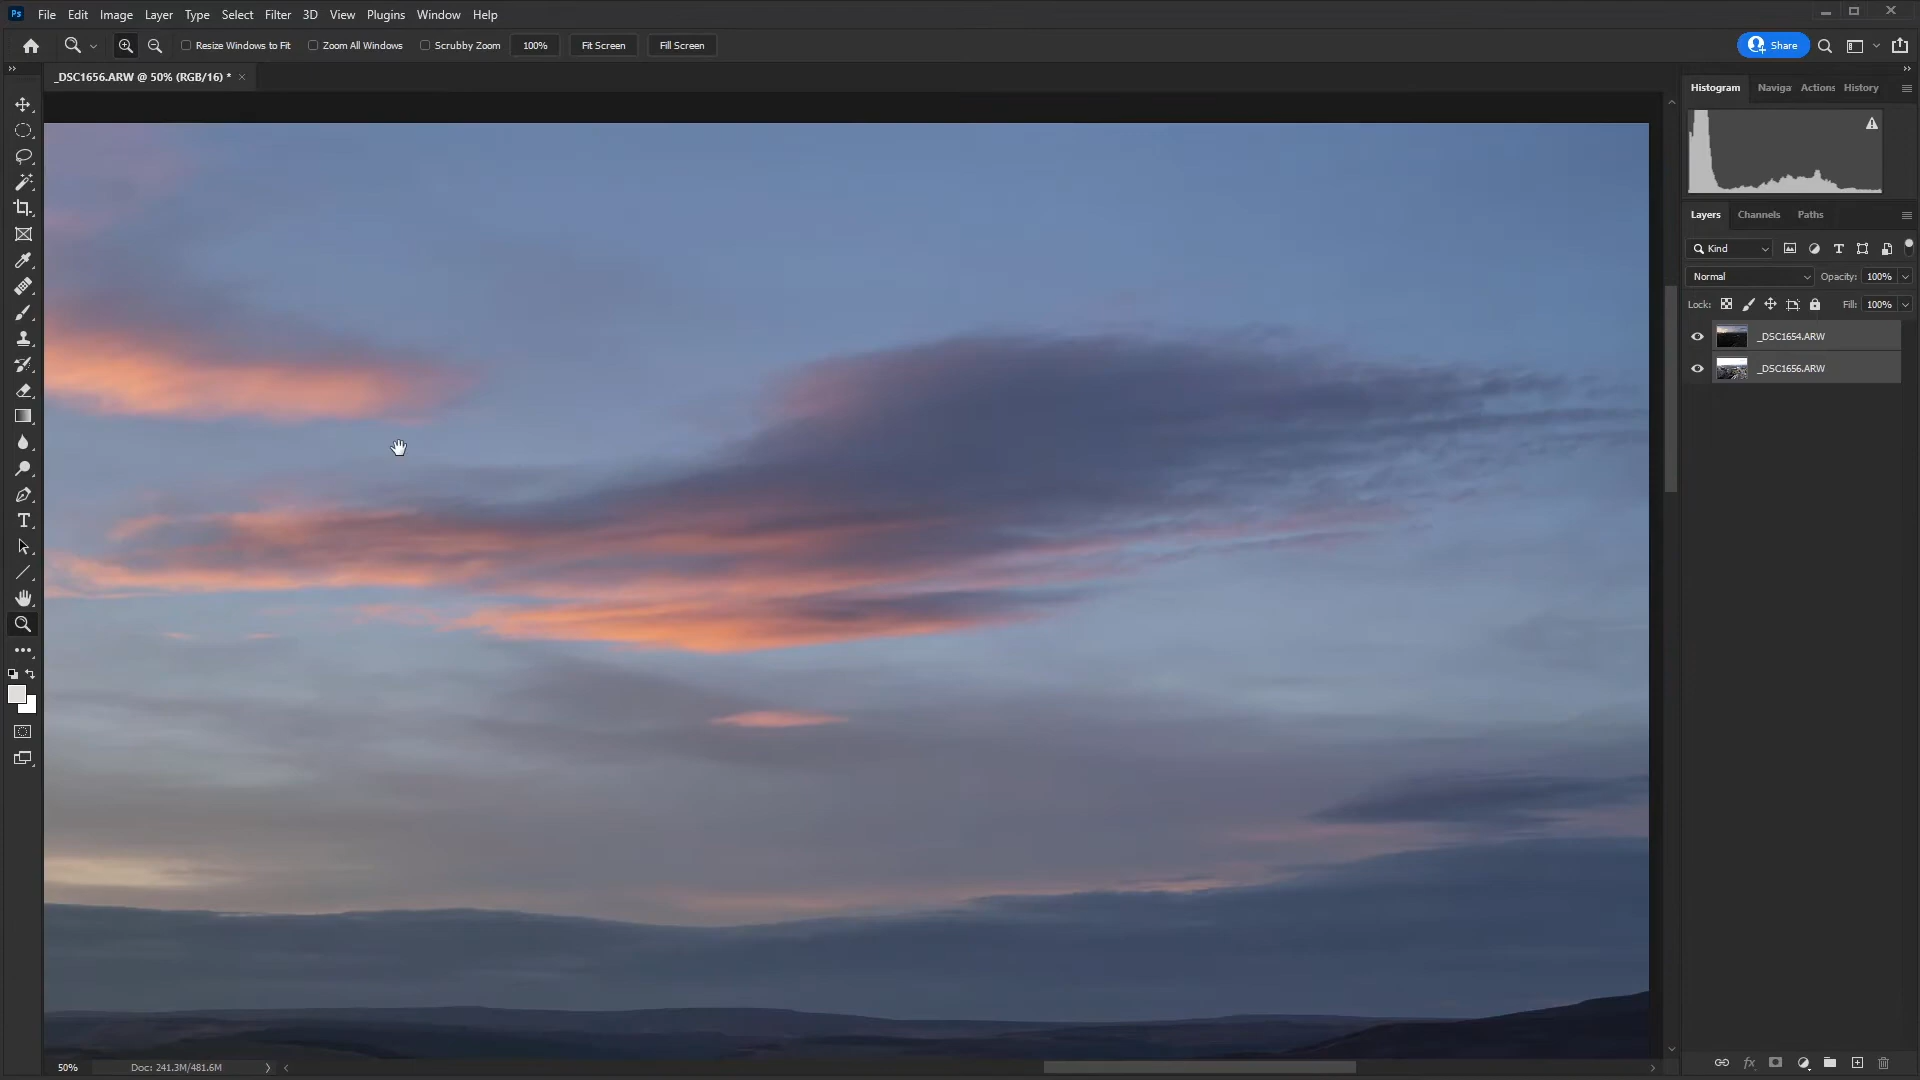 Ps File Edit Image Layer Type Select Filter 3D View Plugins Window Help
Resize Windows to Fit Zoom All Windows Scrubby Zoom 100% Fit Screen Fill Screen Share
_DSC1656.ARW @ 50% (RGB/16) * ×
Histogram Naviga Actions History
Layers Channels Paths
Kind
Normal Opacity: 100%
Lock: Fill: 100%
_DSC1654.ARW
_DSC1656.ARW
50% Doc: 241.3M/481.6M